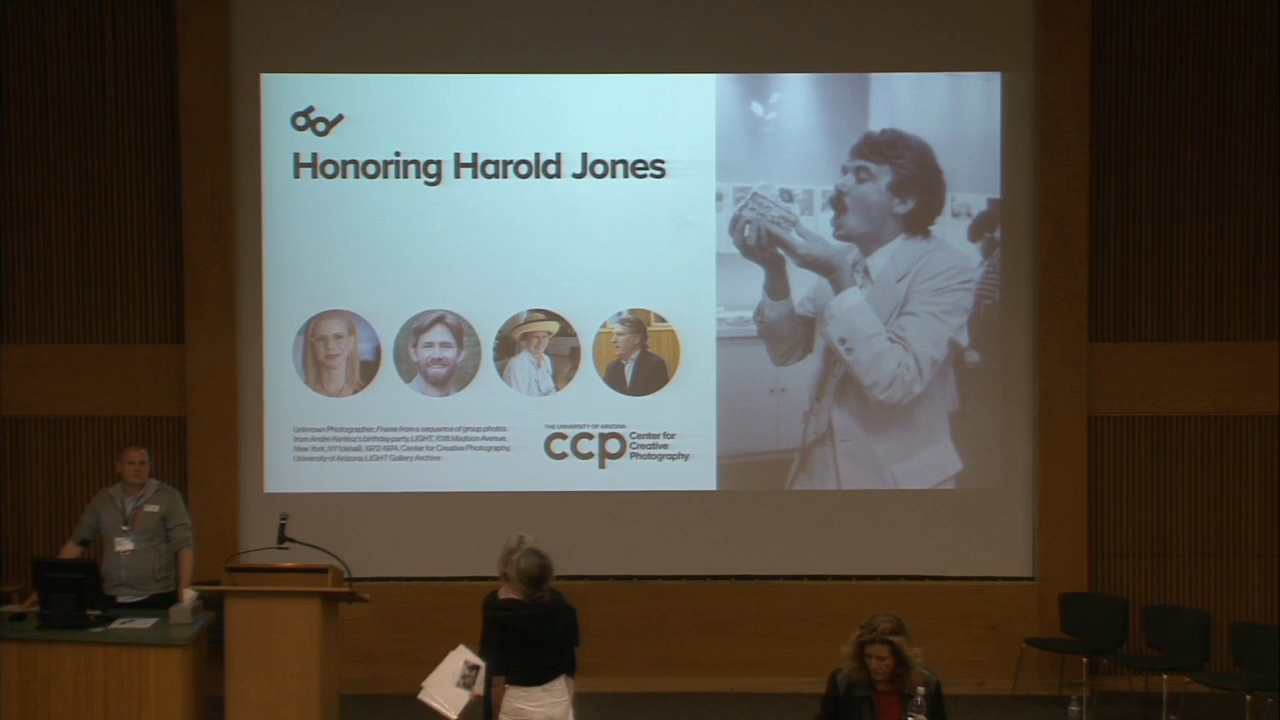 Honoring Harold Jones
Unknown Photographer, Frame from a sequence of group photos
from André Kertész's birthday party, LIGHT, 1018 Madison Avenue,
New York, NY (detail), 1972-1974, Center for Creative Photography,
University of Arizona: LIGHT Gallery Archive
THE UNIVERSITY OF ARIZONA
ccp
Center for
Creative
Photography